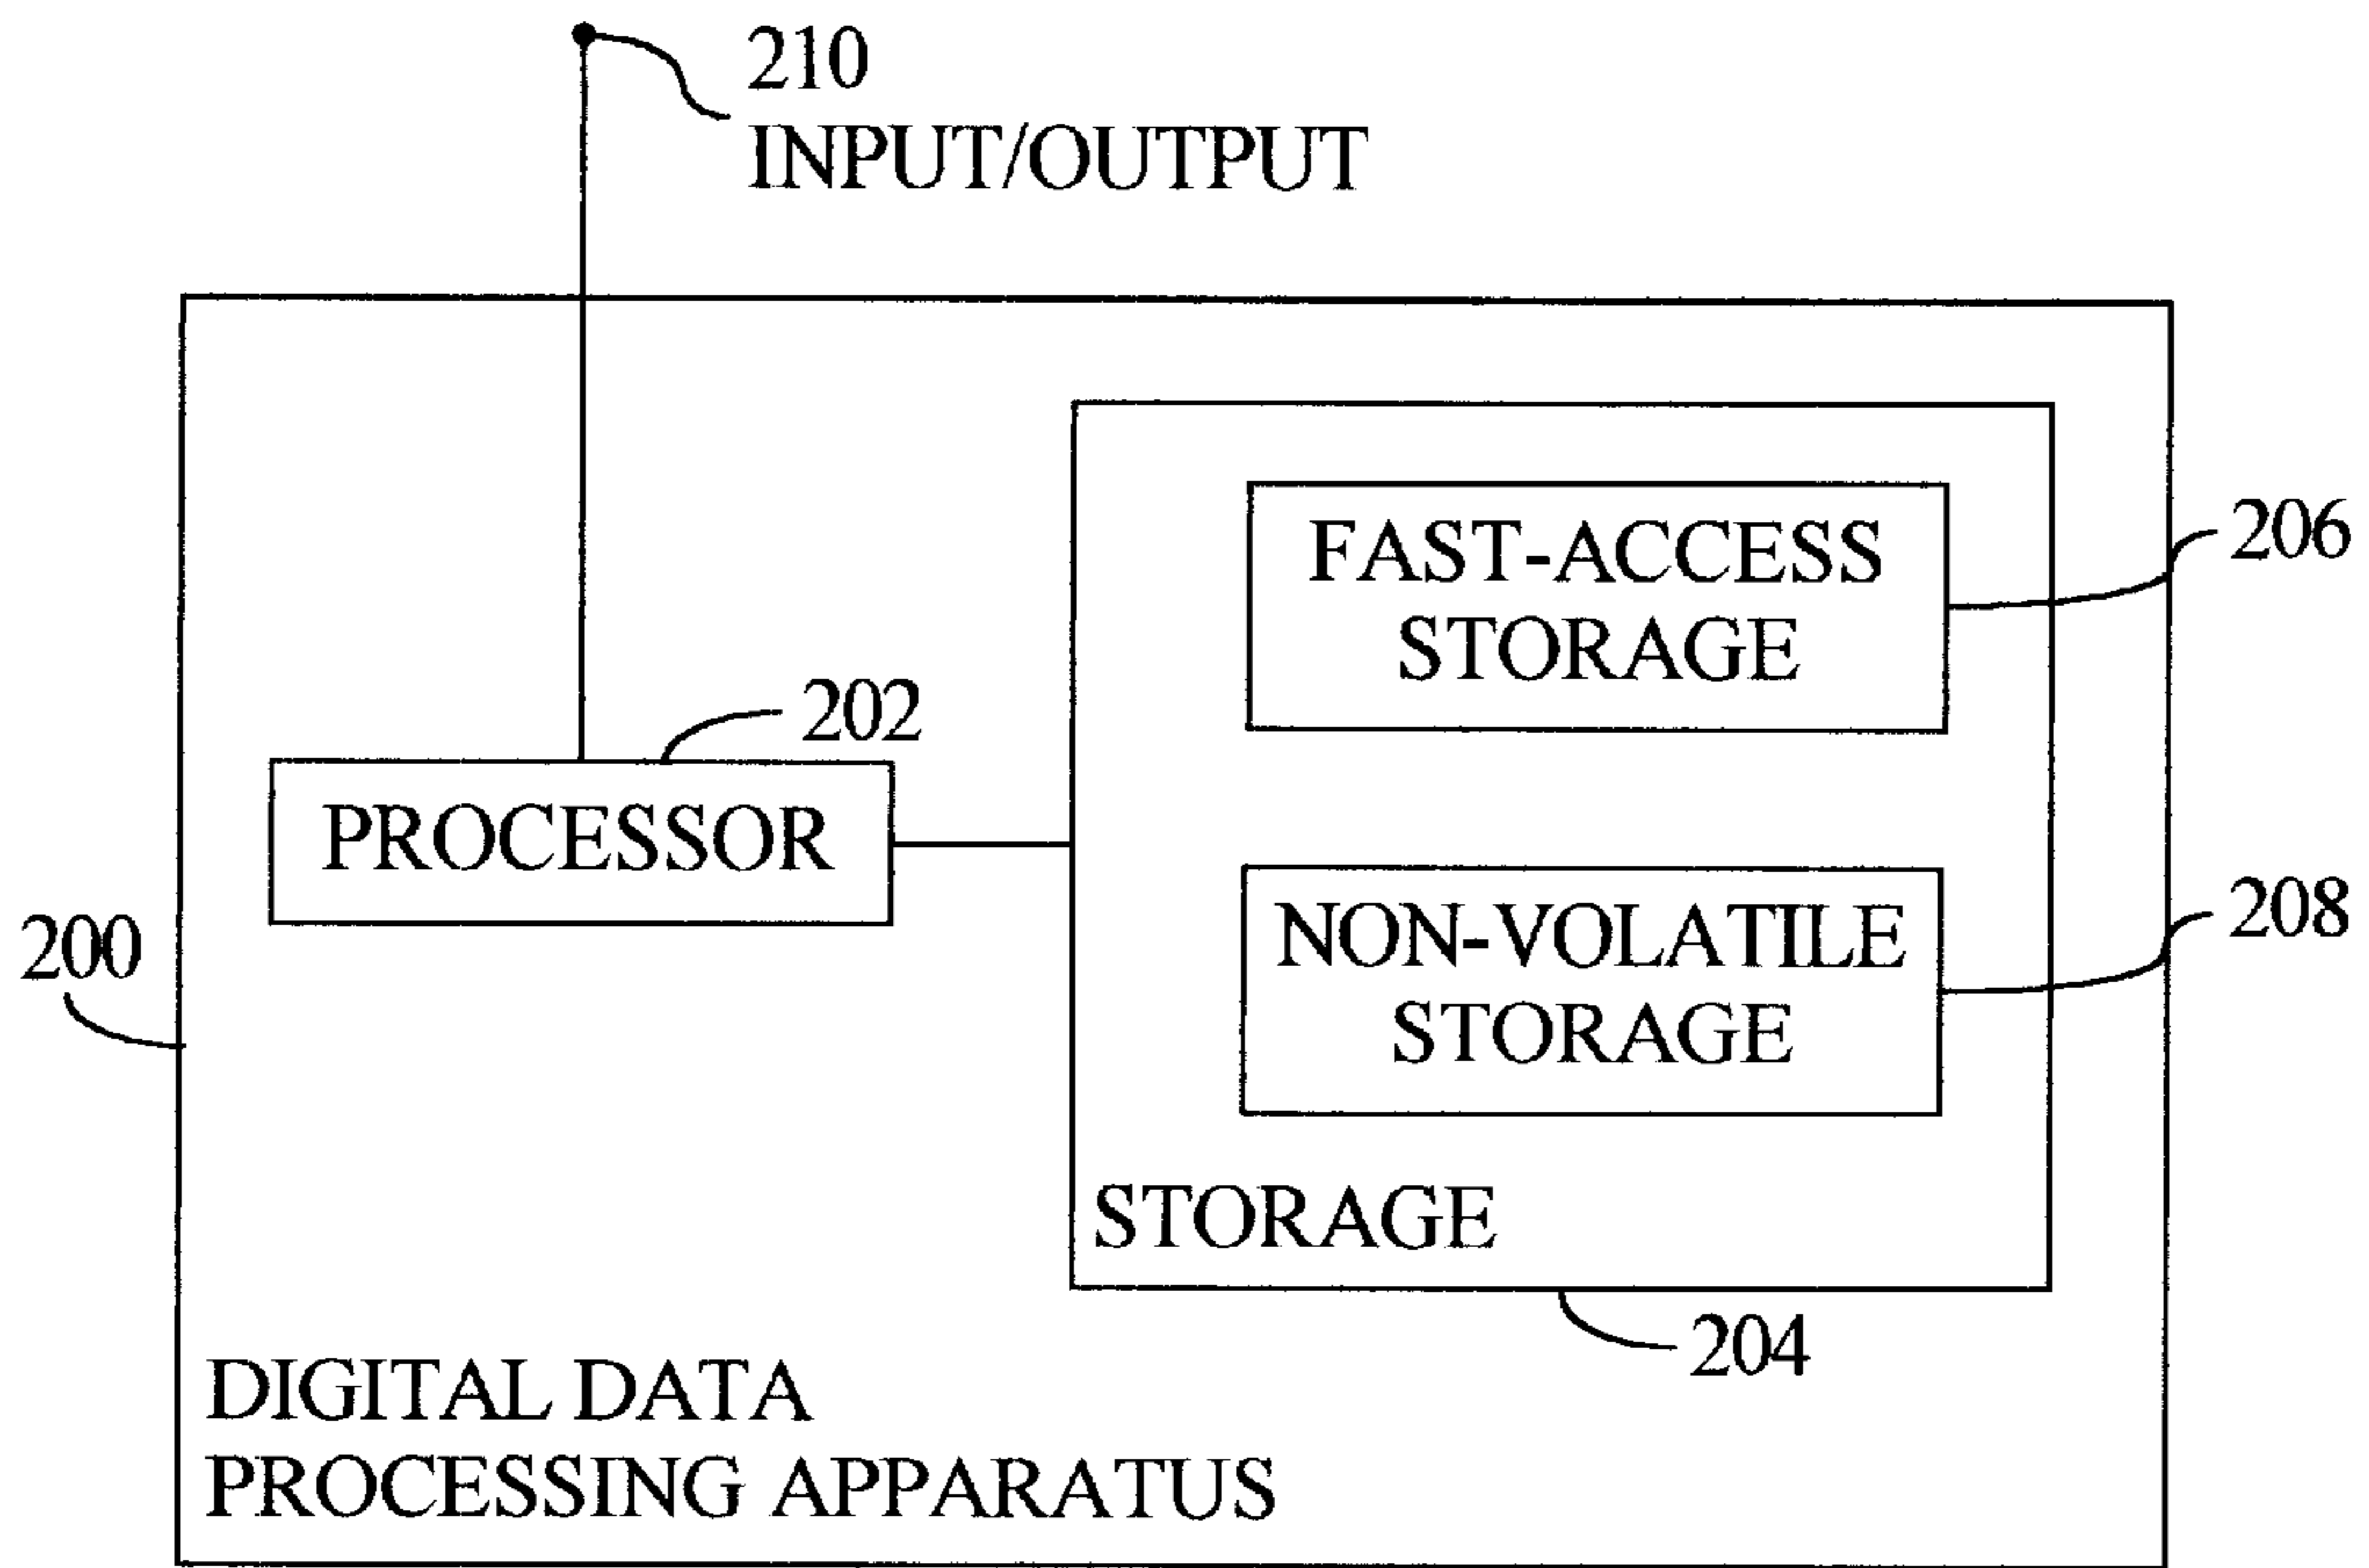 210
INPUT/OUTPUT
FAST-ACCESS
STORAGE
206
202
PROCESSOR
NON-VOLATILE
STORAGE
208
200
STORAGE
204
DIGITAL DATA
PROCESSING APPARATUS